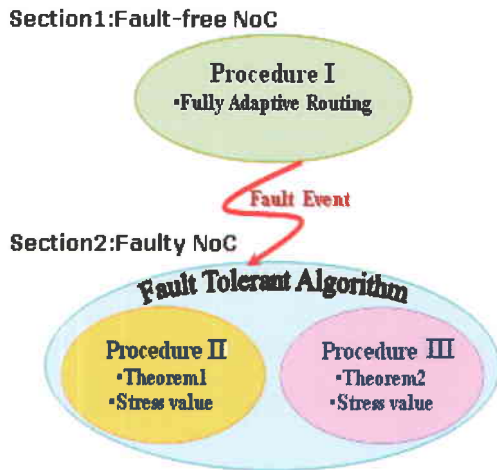 Section1:Fault-free NoC
Procedure I
•Fully Adaptive Routing
Fault Event
Section2:Faulty NoC
Fault Tolerant Algorithm
Procedure II
•Theorem1
•Stress value
Procedure III
•Theorem2
•Stress value